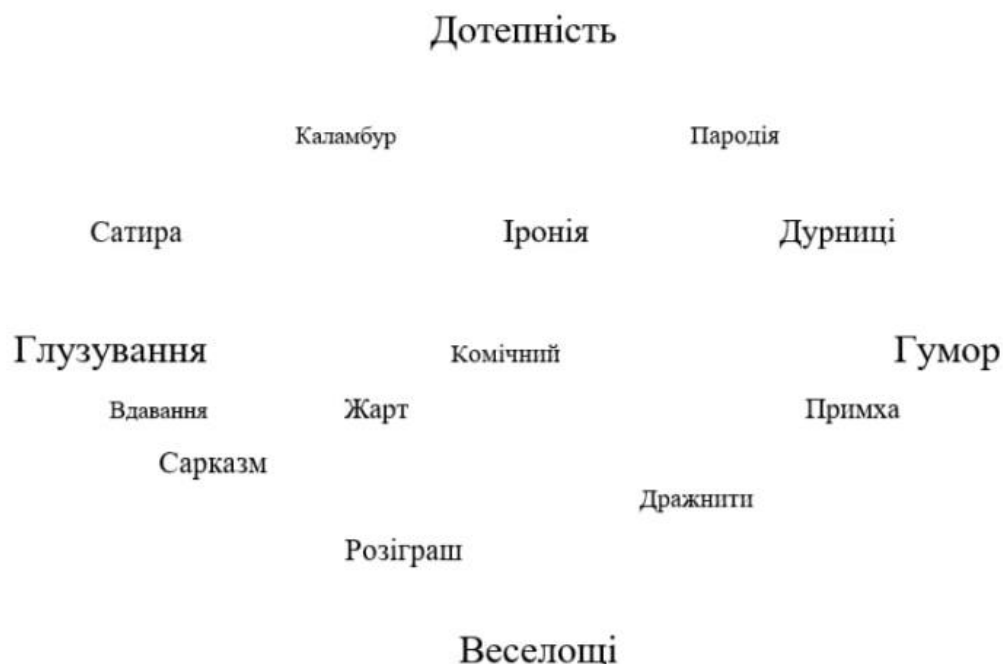 Дотепність
Каламбур Пародія
Сатира Іронія Дурниці
Глузування Комічний Гумор
Вдавання Жарт Примха
Сарказм
Дражнити
Розіграш
Веселощі